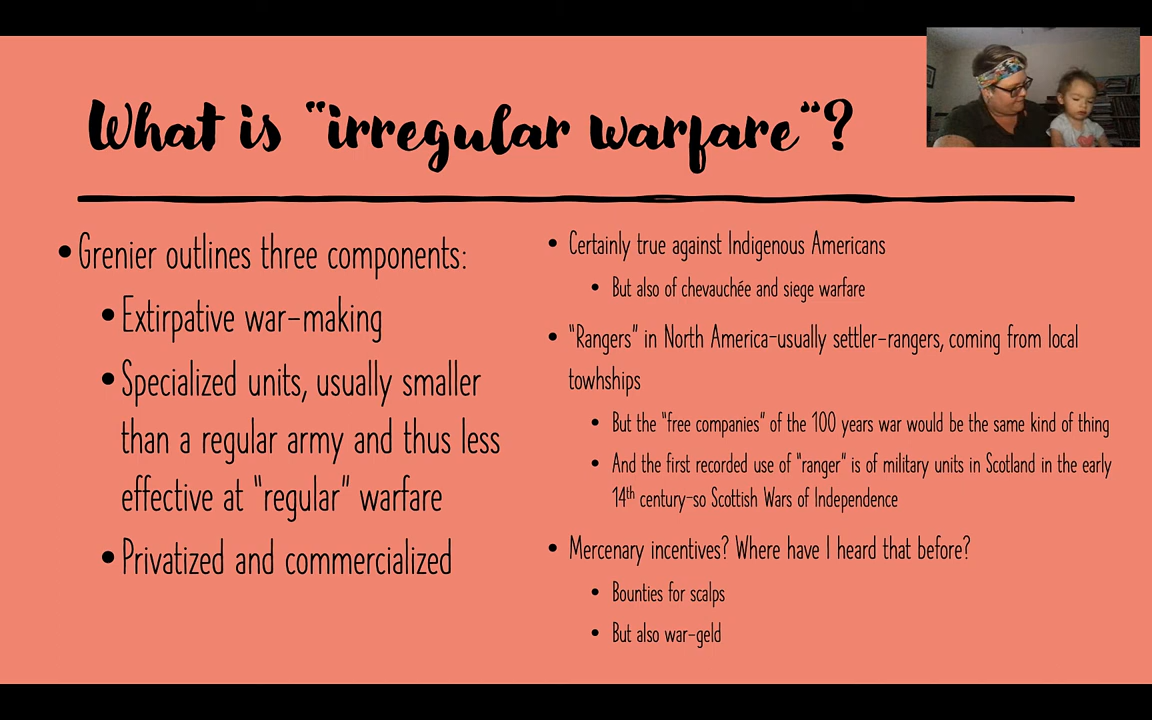 What is "irregular warfare"?
• Grenier outlines three components:
• Extirpative war-making
• Specialized units, usually smaller
than a regular army and thus less
effective at "regular" warfare
• Privatized and commercialized
• Certainly true against Indigenous Americans
• But also of chevauchée and siege warfare
• "Rangers" in North America-usually settler-rangers, coming from local
towhships
• But the "free companies" of the 100 years war would be the same kind of thing
• And the first recorded use of "ranger" is of military units in Scotland in the early
14th century-so Scottish Wars of Independence
• Mercenary incentives? Where have I heard that before?
• Bounties for scalps
• But also war-geld